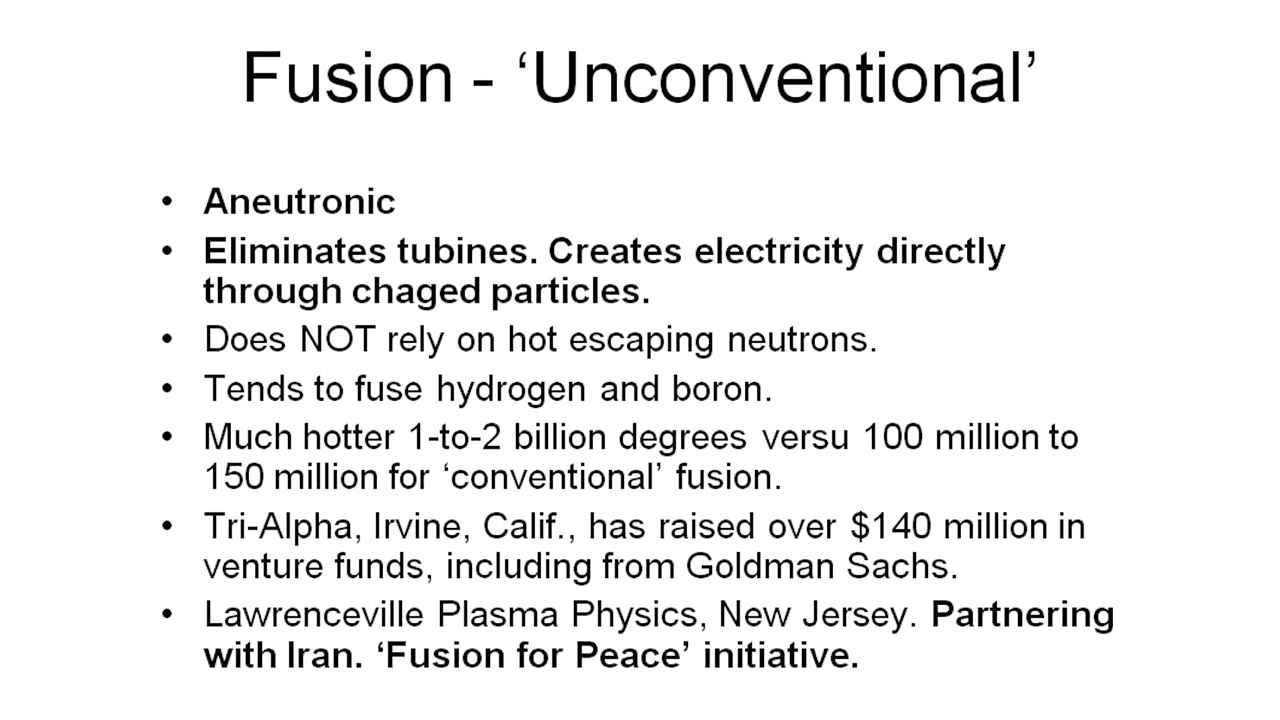 Fusion - ‘Unconventional’
• Aneutronic
• Eliminates tubines. Creates electricity directly
through chaged particles.
• Does NOT rely on hot escaping neutrons.
• Tends to fuse hydrogen and boron.
• Much hotter 1-to-2 billion degrees versu 100 million to
150 million for ‘conventional’ fusion.
• Tri-Alpha, Irvine, Calif., has raised over $140 million in
venture funds, including from Goldman Sachs.
• Lawrenceville Plasma Physics, New Jersey. Partnering
with Iran. ‘Fusion for Peace’ initiative.